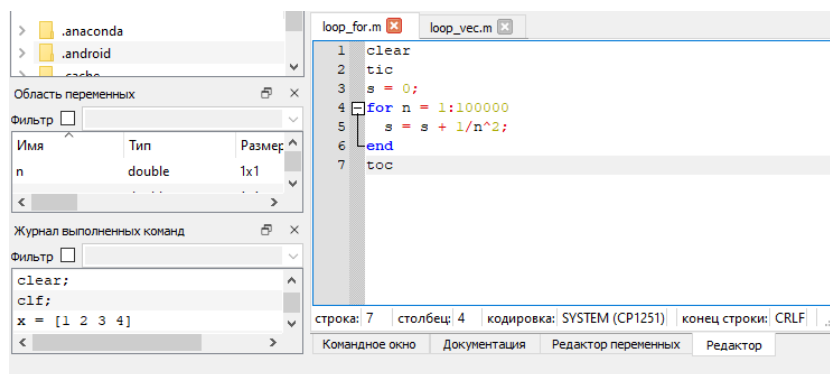 .anaconda
.android
.cache
Область переменных
Фильтр
Имя Тип Размер
n double 1x1
Журнал выполненных команд
Фильтр
clear;
clf;
x = [1 2 3 4]
loop_for.m loop_vec.m
1 clear
2 tic
3 s = 0;
4 for n = 1:100000
5 s = s + 1/n^2;
6 end
7 toc
строка: 7 столбец: 4 кодировка: SYSTEM (CP1251) конец строки: CRLF
Командное окно Документация Редактор переменных Редактор